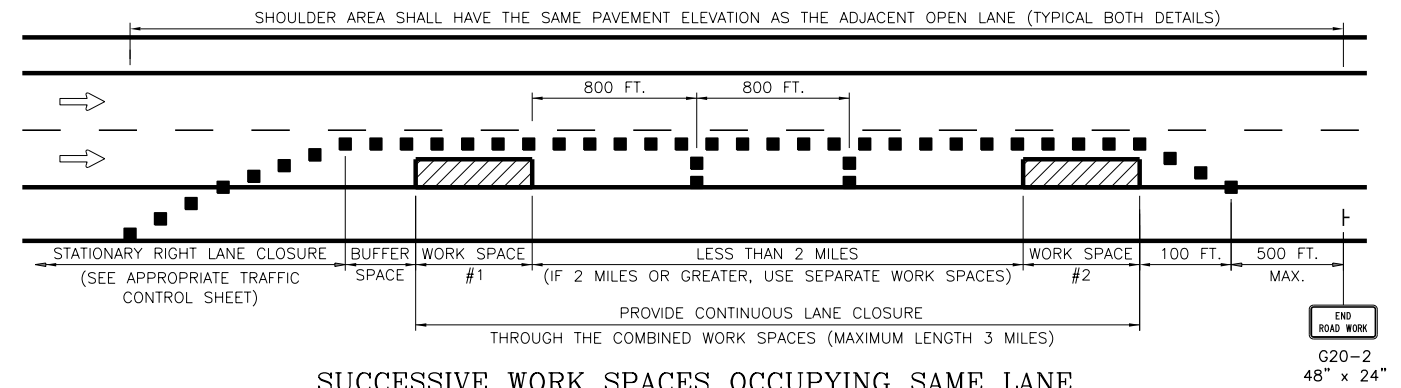 SHOULDER AREA SHALL HAVE THE SAME PAVEMENT ELEVATION AS THE ADJACENT OPEN LANE (TYPICAL BOTH DETAILS)
800 FT.
800 FT.
STATIONARY RIGHT LANE CLOSURE
(SEE APPROPRIATE TRAFFIC
CONTROL SHEET)
BUFFER
SPACE
WORK SPACE
#1
LESS THAN 2 MILES
(IF 2 MILES OR GREATER, USE SEPARATE WORK SPACES)
WORK SPACE
#2
100 FT.
500 FT.
MAX.
PROVIDE CONTINUOUS LANE CLOSURE
THROUGH THE COMBINED WORK SPACES (MAXIMUM LENGTH 3 MILES)
END
ROAD WORK
G20-2
48" x 24"
SUCCESSIVE WORK SPACES OCCUPYING SAME LANE